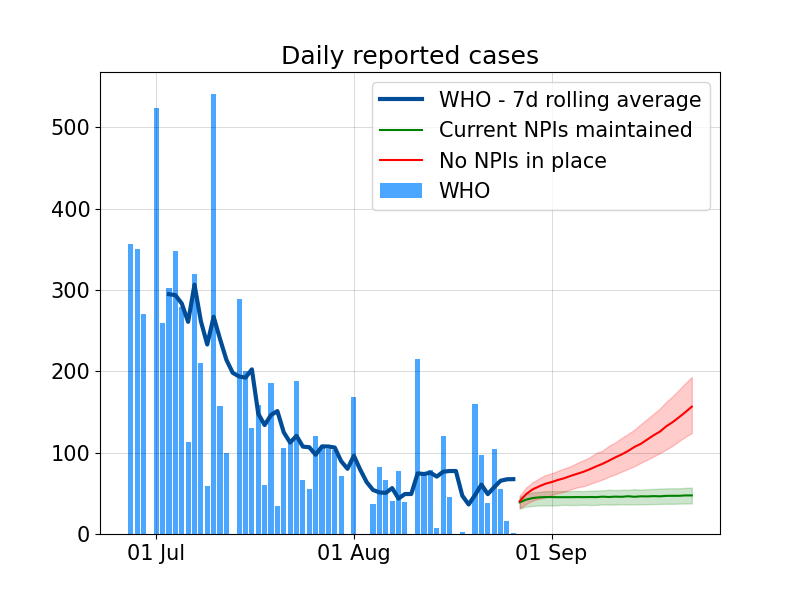 Daily reported cases
WHO - 7d rolling average
Current NPIs maintained
No NPIs in place
WHO
500
400
300
200
100
0
01 Jul
01 Aug
01 Sep